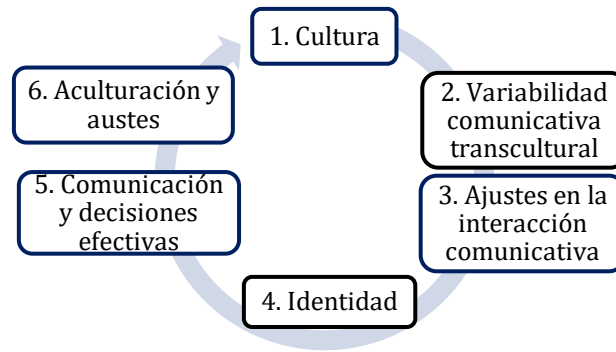 1. Cultura
2. Variabilidad
comunicativa
transcultural
3. Ajustes en la
interacción
comunicativa
4. Identidad
5. Comunicación
y decisiones
efectivas
6. Aculturación y
austes